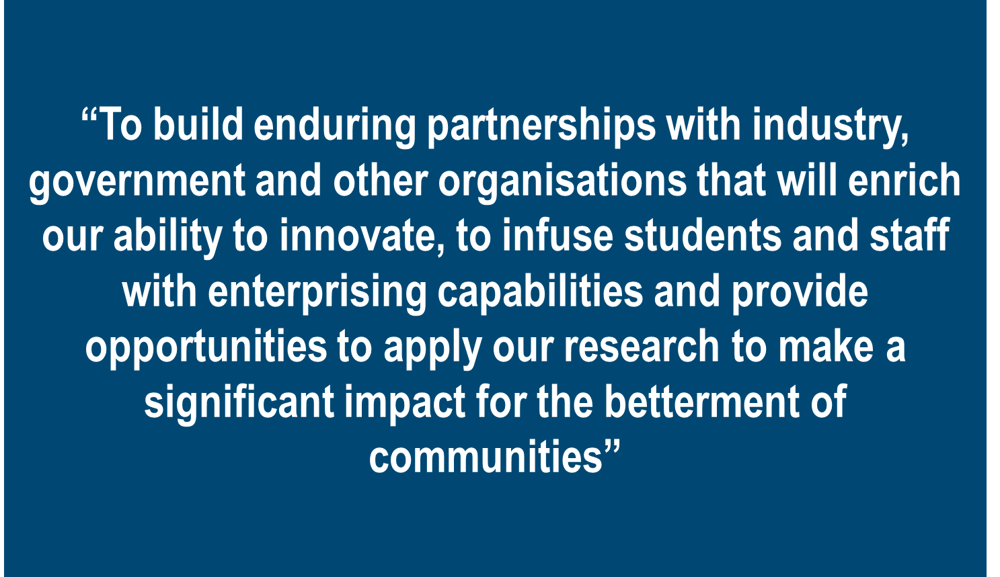 “To build enduring partnerships with industry,
government and other organisations that will enrich
our ability to innovate, to infuse students and staff
with enterprising capabilities and provide
opportunities to apply our research to make a
significant impact for the betterment of
communities”